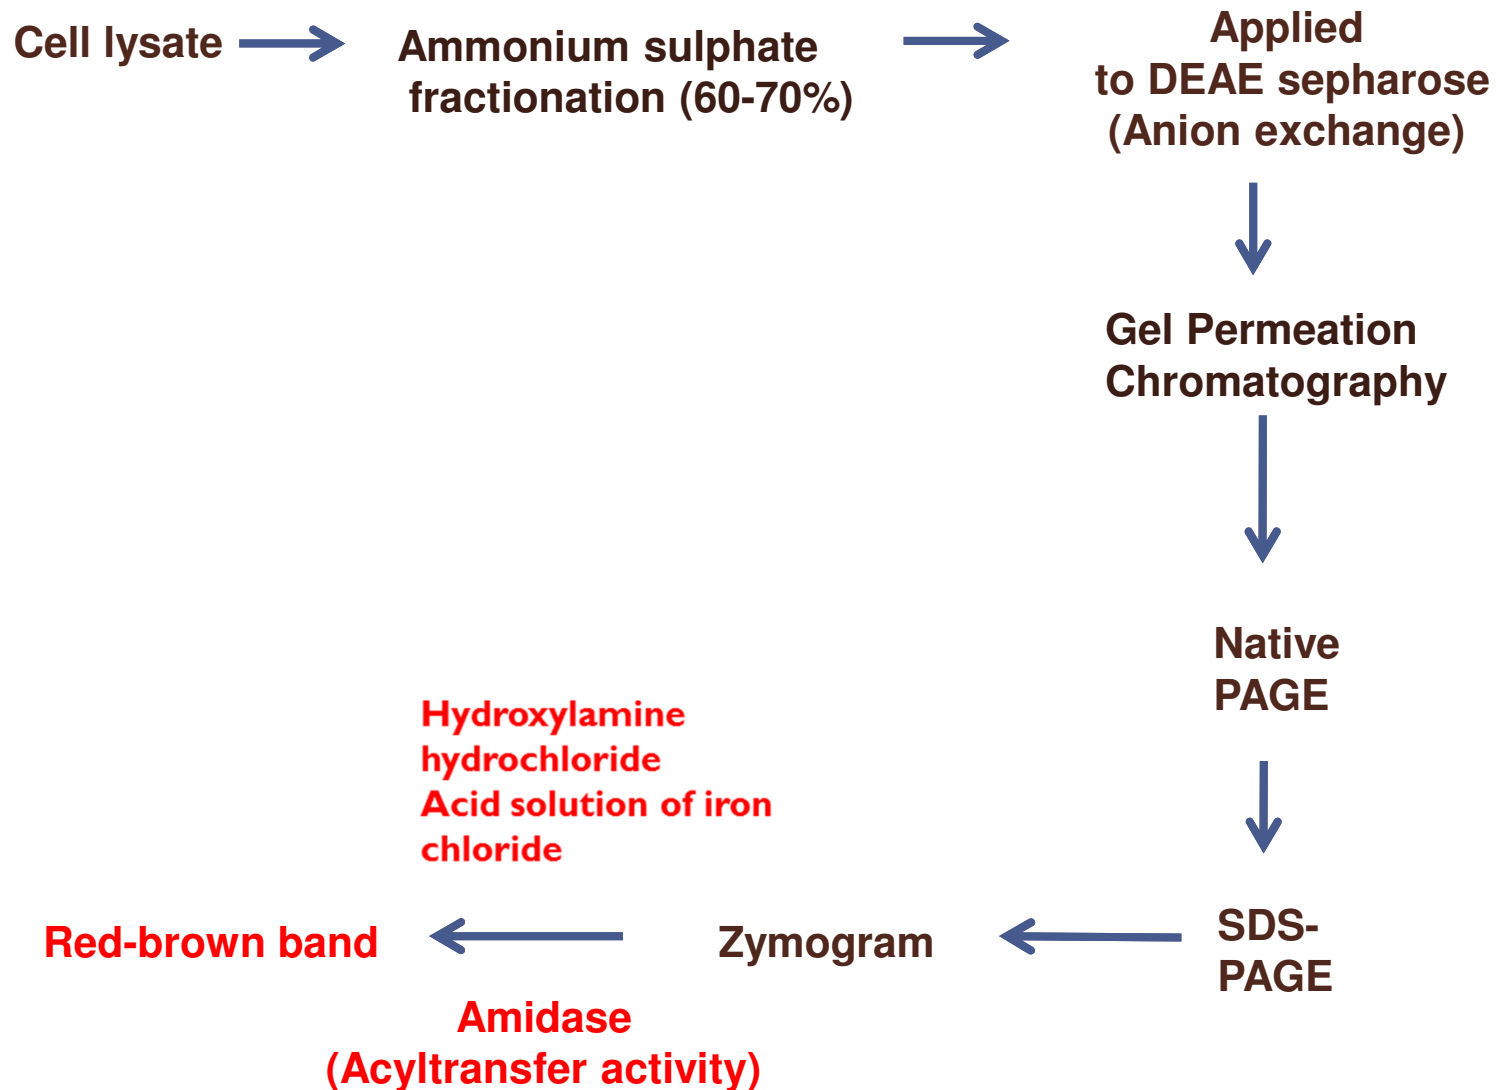 Cell lysate
Ammonium sulphate
fractionation (60-70%)
Applied
to DEAE sepharose
(Anion exchange)
Gel Permeation
Chromatography
Native
PAGE
SDS-
PAGE
Zymogram
Hydroxylamine
hydrochloride
Acid solution of iron
chloride
Amidase
(Acyltransfer activity)
Red-brown band